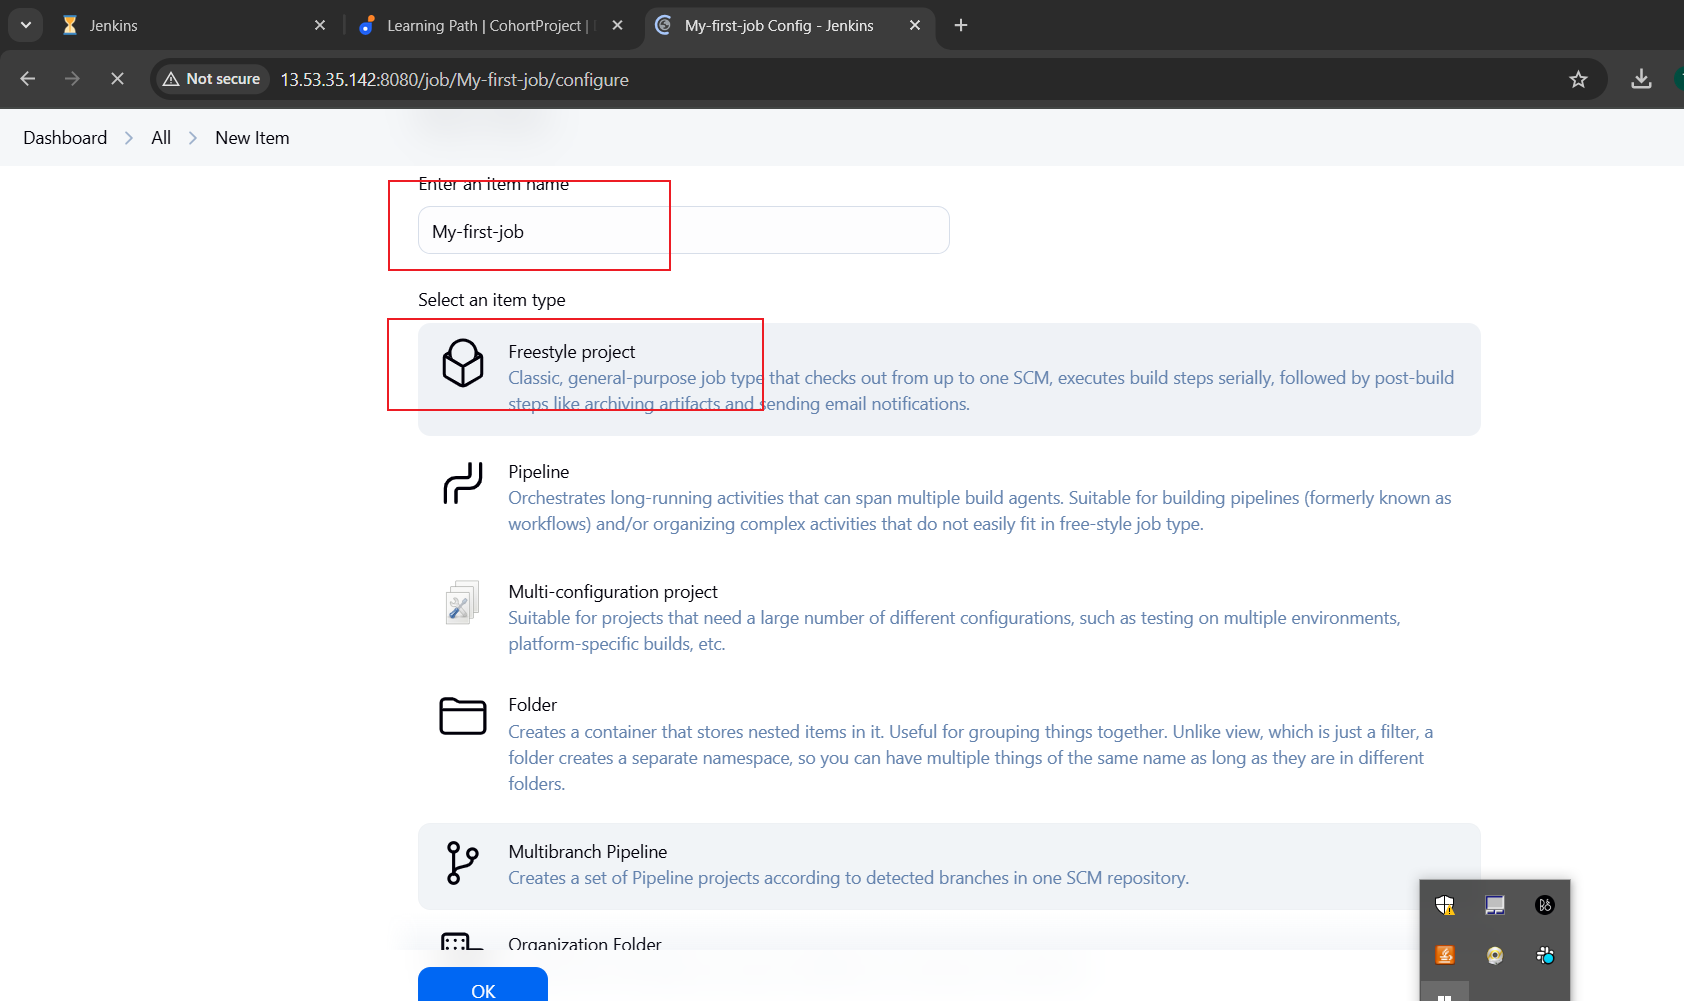 Jenkins
Learning Path | CohortProject |
My-first-job Config - Jenkins
Not secure
13.53.35.142:8080/job/My-first-job/configure
Dashboard
All
New Item
Enter an item name
My-first-job
Select an item type
Freestyle project
Classic, general-purpose job type that checks out from up to one SCM, executes build steps serially, followed by post-build
steps like archiving artifacts and sending email notifications.
Pipeline
Orchestrates long-running activities that can span multiple build agents. Suitable for building pipelines (formerly known as
workflows) and/or organizing complex activities that do not easily fit in free-style job type.
Multi-configuration project
Suitable for projects that need a large number of different configurations, such as testing on multiple environments,
platform-specific builds, etc.
Folder
Creates a container that stores nested items in it. Useful for grouping things together. Unlike view, which is just a filter, a
folder creates a separate namespace, so you can have multiple things of the same name as long as they are in different
folders.
Multibranch Pipeline
Creates a set of Pipeline projects according to detected branches in one SCM repository.
Organization Folder
OK